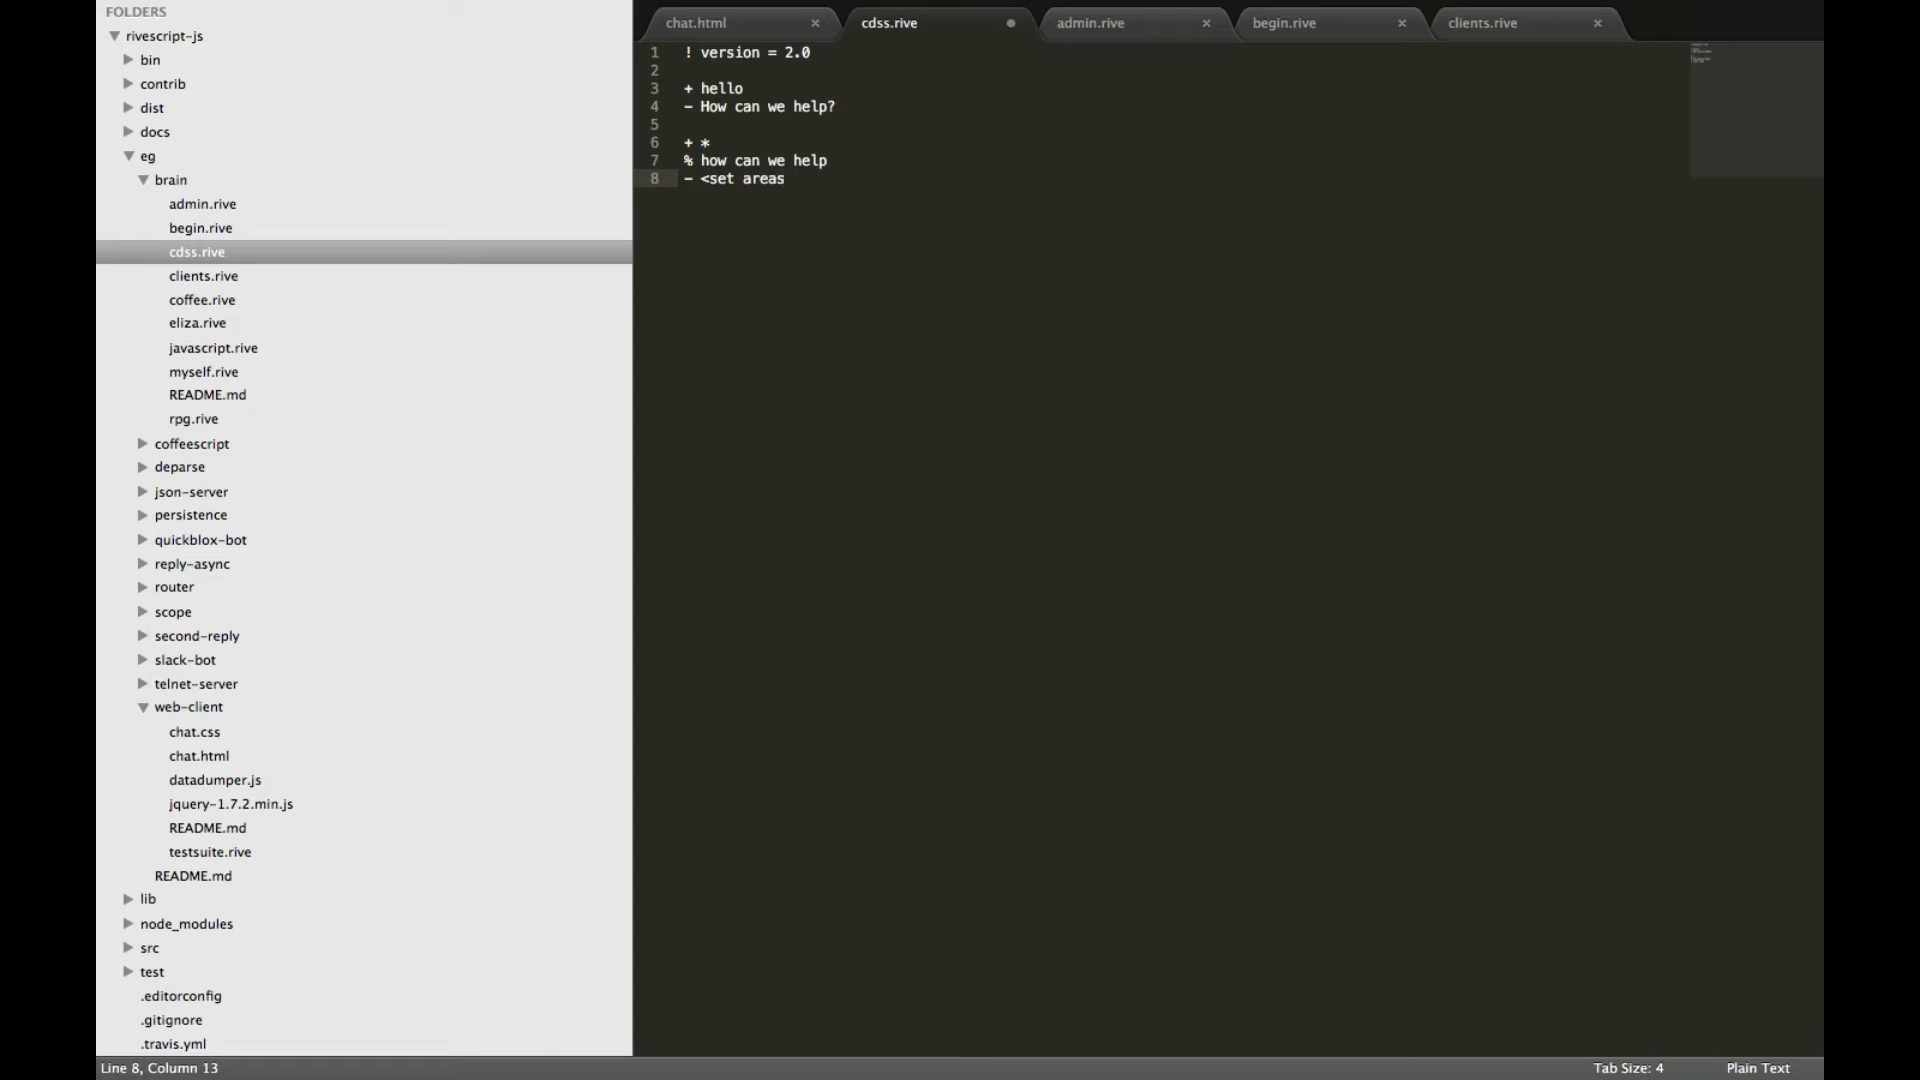 FOLDERS
rivescript-js
bin
contrib
dist
docs
eg
brain
admin.rive
begin.rive
cdss.rive
clients.rive
coffee.rive
eliza.rive
javascript.rive
myself.rive
README.md
rpg.rive
coffeescript
deparse
json-server
persistence
quickblox-bot
reply-async
router
scope
second-reply
slack-bot
telnet-server
web-client
chat.css
chat.html
datadumper.js
jquery-1.7.2.min.js
README.md
testsuite.rive
README.md
lib
node_modules
src
test
.editorconfig
.gitignore
.travis.yml
chat.html × cdss.rive admin.rive × begin.rive × clients.rive ×
1 ! version = 2.0
2
3 + hello
4 - How can we help?
5
6 + *
7 % how can we help
8 - <set areas
Line 8, Column 13 Tab Size: 4 Plain Text